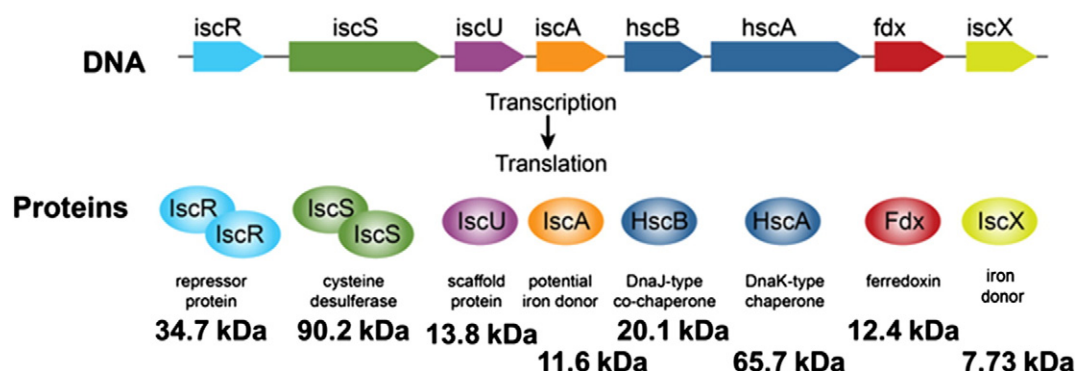 iscR iscS iscU iscA hscB hscA fdx iscX
DNA
Transcription
Translation
Proteins
IscR IscS IscU IscA HscB HscA Fdx IscX
IscR IscS
repressor protein
cysteine desulferase
scaffold protein
potential iron donor
DnaJ-type co-chaperone
DnaK-type chaperone
ferredoxin
iron donor
34.7 kDa 90.2 kDa 13.8 kDa 20.1 kDa 12.4 kDa
11.6 kDa 65.7 kDa 7.73 kDa